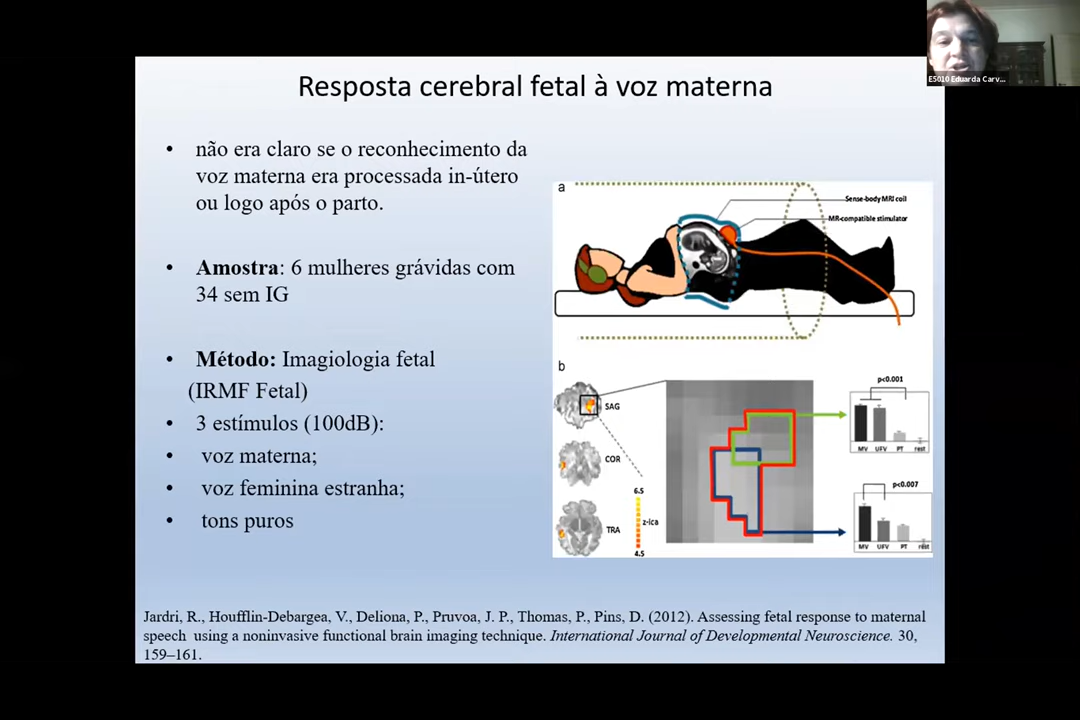 E5010 Eduarda Carv...
Resposta cerebral fetal à voz materna
• não era claro se o reconhecimento da
voz materna era processada in-útero
ou logo após o parto.
• Amostra: 6 mulheres grávidas com
34 sem IG
• Método: Imagiologia fetal
(IRMF Fetal)
• 3 estímulos (100dB):
• voz materna;
• voz feminina estranha;
• tons puros
a
Sense-body MRI coil
MR-compatible stimulator
b
SAG
COR
TRA
6.5
z-ica
4.5
p<0.001
MV UFV PT rest
p<0.007
MV UFV PT rest
Jardri, R., Houfflin-Debargea, V., Deliona, P., Pruvoa, J. P., Thomas, P., Pins, D. (2012). Assessing fetal response to maternal
speech using a noninvasive functional brain imaging technique. International Journal of Developmental Neuroscience. 30,
159–161.